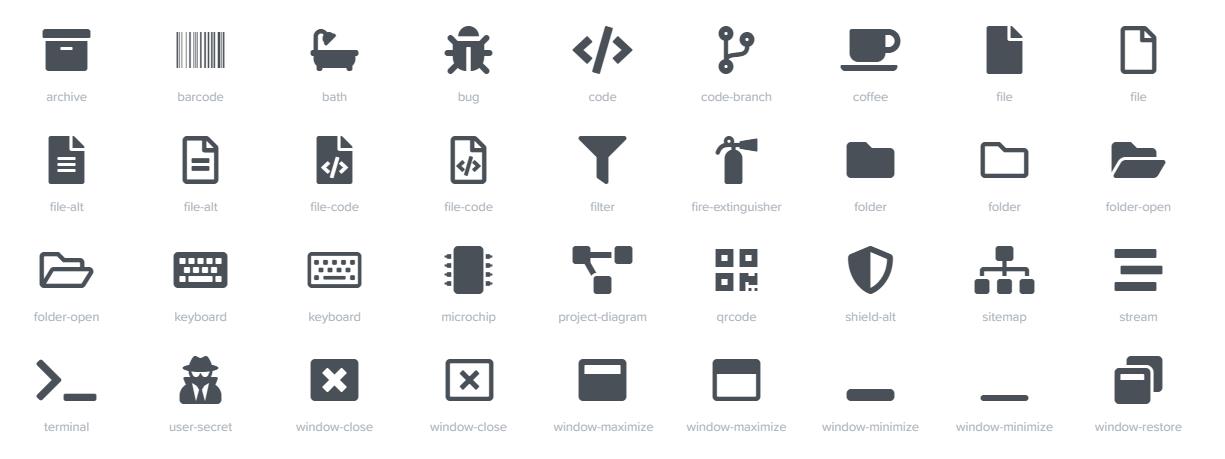 archive barcode bath bug code code-branch coffee file file
file-alt file-alt file-code file-code filter fire-extinguisher folder folder folder-open
folder-open keyboard keyboard microchip project-diagram qrcode shield-alt sitemap stream
terminal user-secret window-close window-close window-maximize window-maximize window-minimize window-minimize window-restore